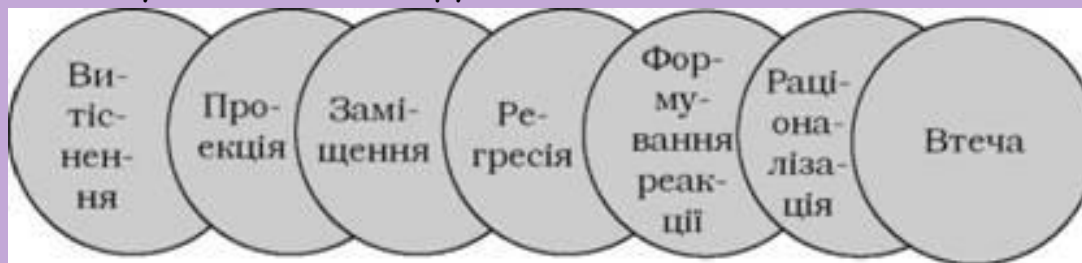 Ви-
тіс-
нен-
ня
Про-
екція
Замі-
щення
Ре-
гресія
Фор-
му-
вання
реак-
ції
Раці-
она-
ліза-
ція
Втеча